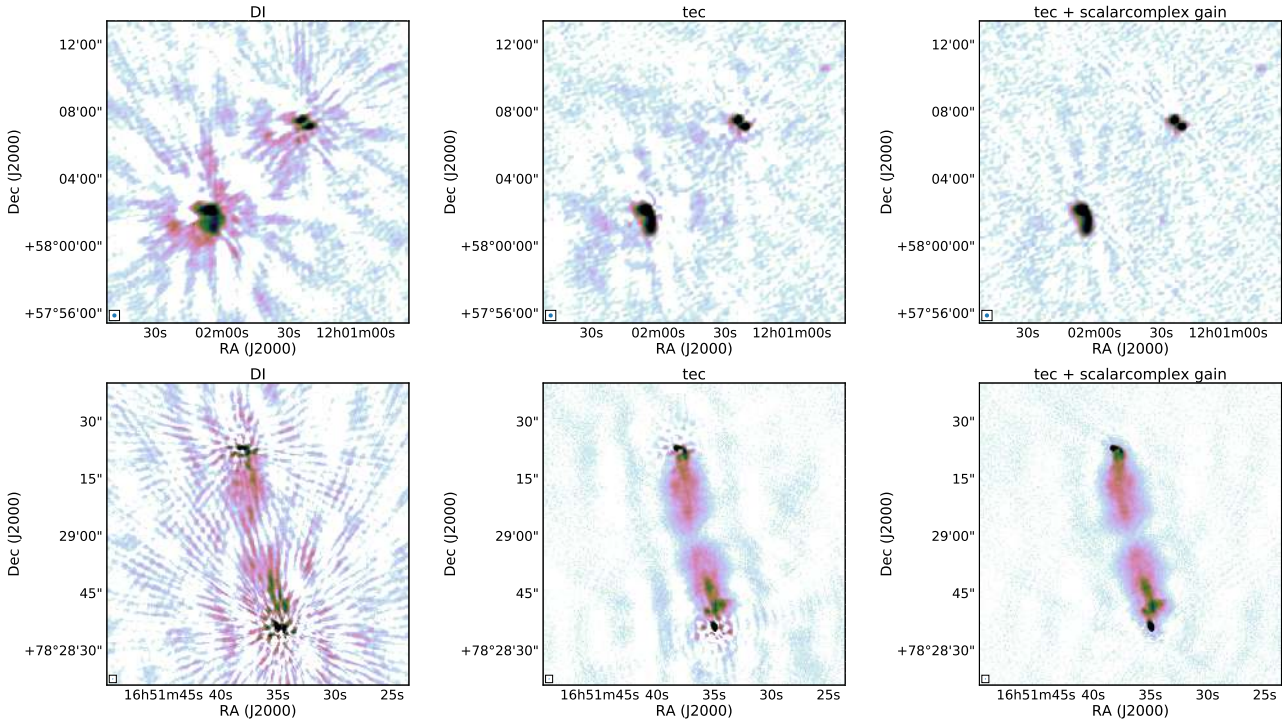 DI
tec
tec + scalarcomplex gain
Dec (J2000)
12'00"
08'00"
04'00"
+58°00'00"
+57°56'00"
30s
02m00s
30s
12h01m00s
RA (J2000)
Dec (J2000)
12'00"
08'00"
04'00"
+58°00'00"
+57°56'00"
30s
02m00s
30s
12h01m00s
RA (J2000)
Dec (J2000)
12'00"
08'00"
04'00"
+58°00'00"
+57°56'00"
30s
02m00s
30s
12h01m00s
RA (J2000)
DI
tec
tec + scalarcomplex gain
Dec (J2000)
30"
15"
29'00"
45"
+78°28'30"
16h51m45s
40s
35s
30s
25s
RA (J2000)
Dec (J2000)
30"
15"
29'00"
45"
+78°28'30"
16h51m45s
40s
35s
30s
25s
RA (J2000)
Dec (J2000)
30"
15"
29'00"
45"
+78°28'30"
16h51m45s
40s
35s
30s
25s
RA (J2000)